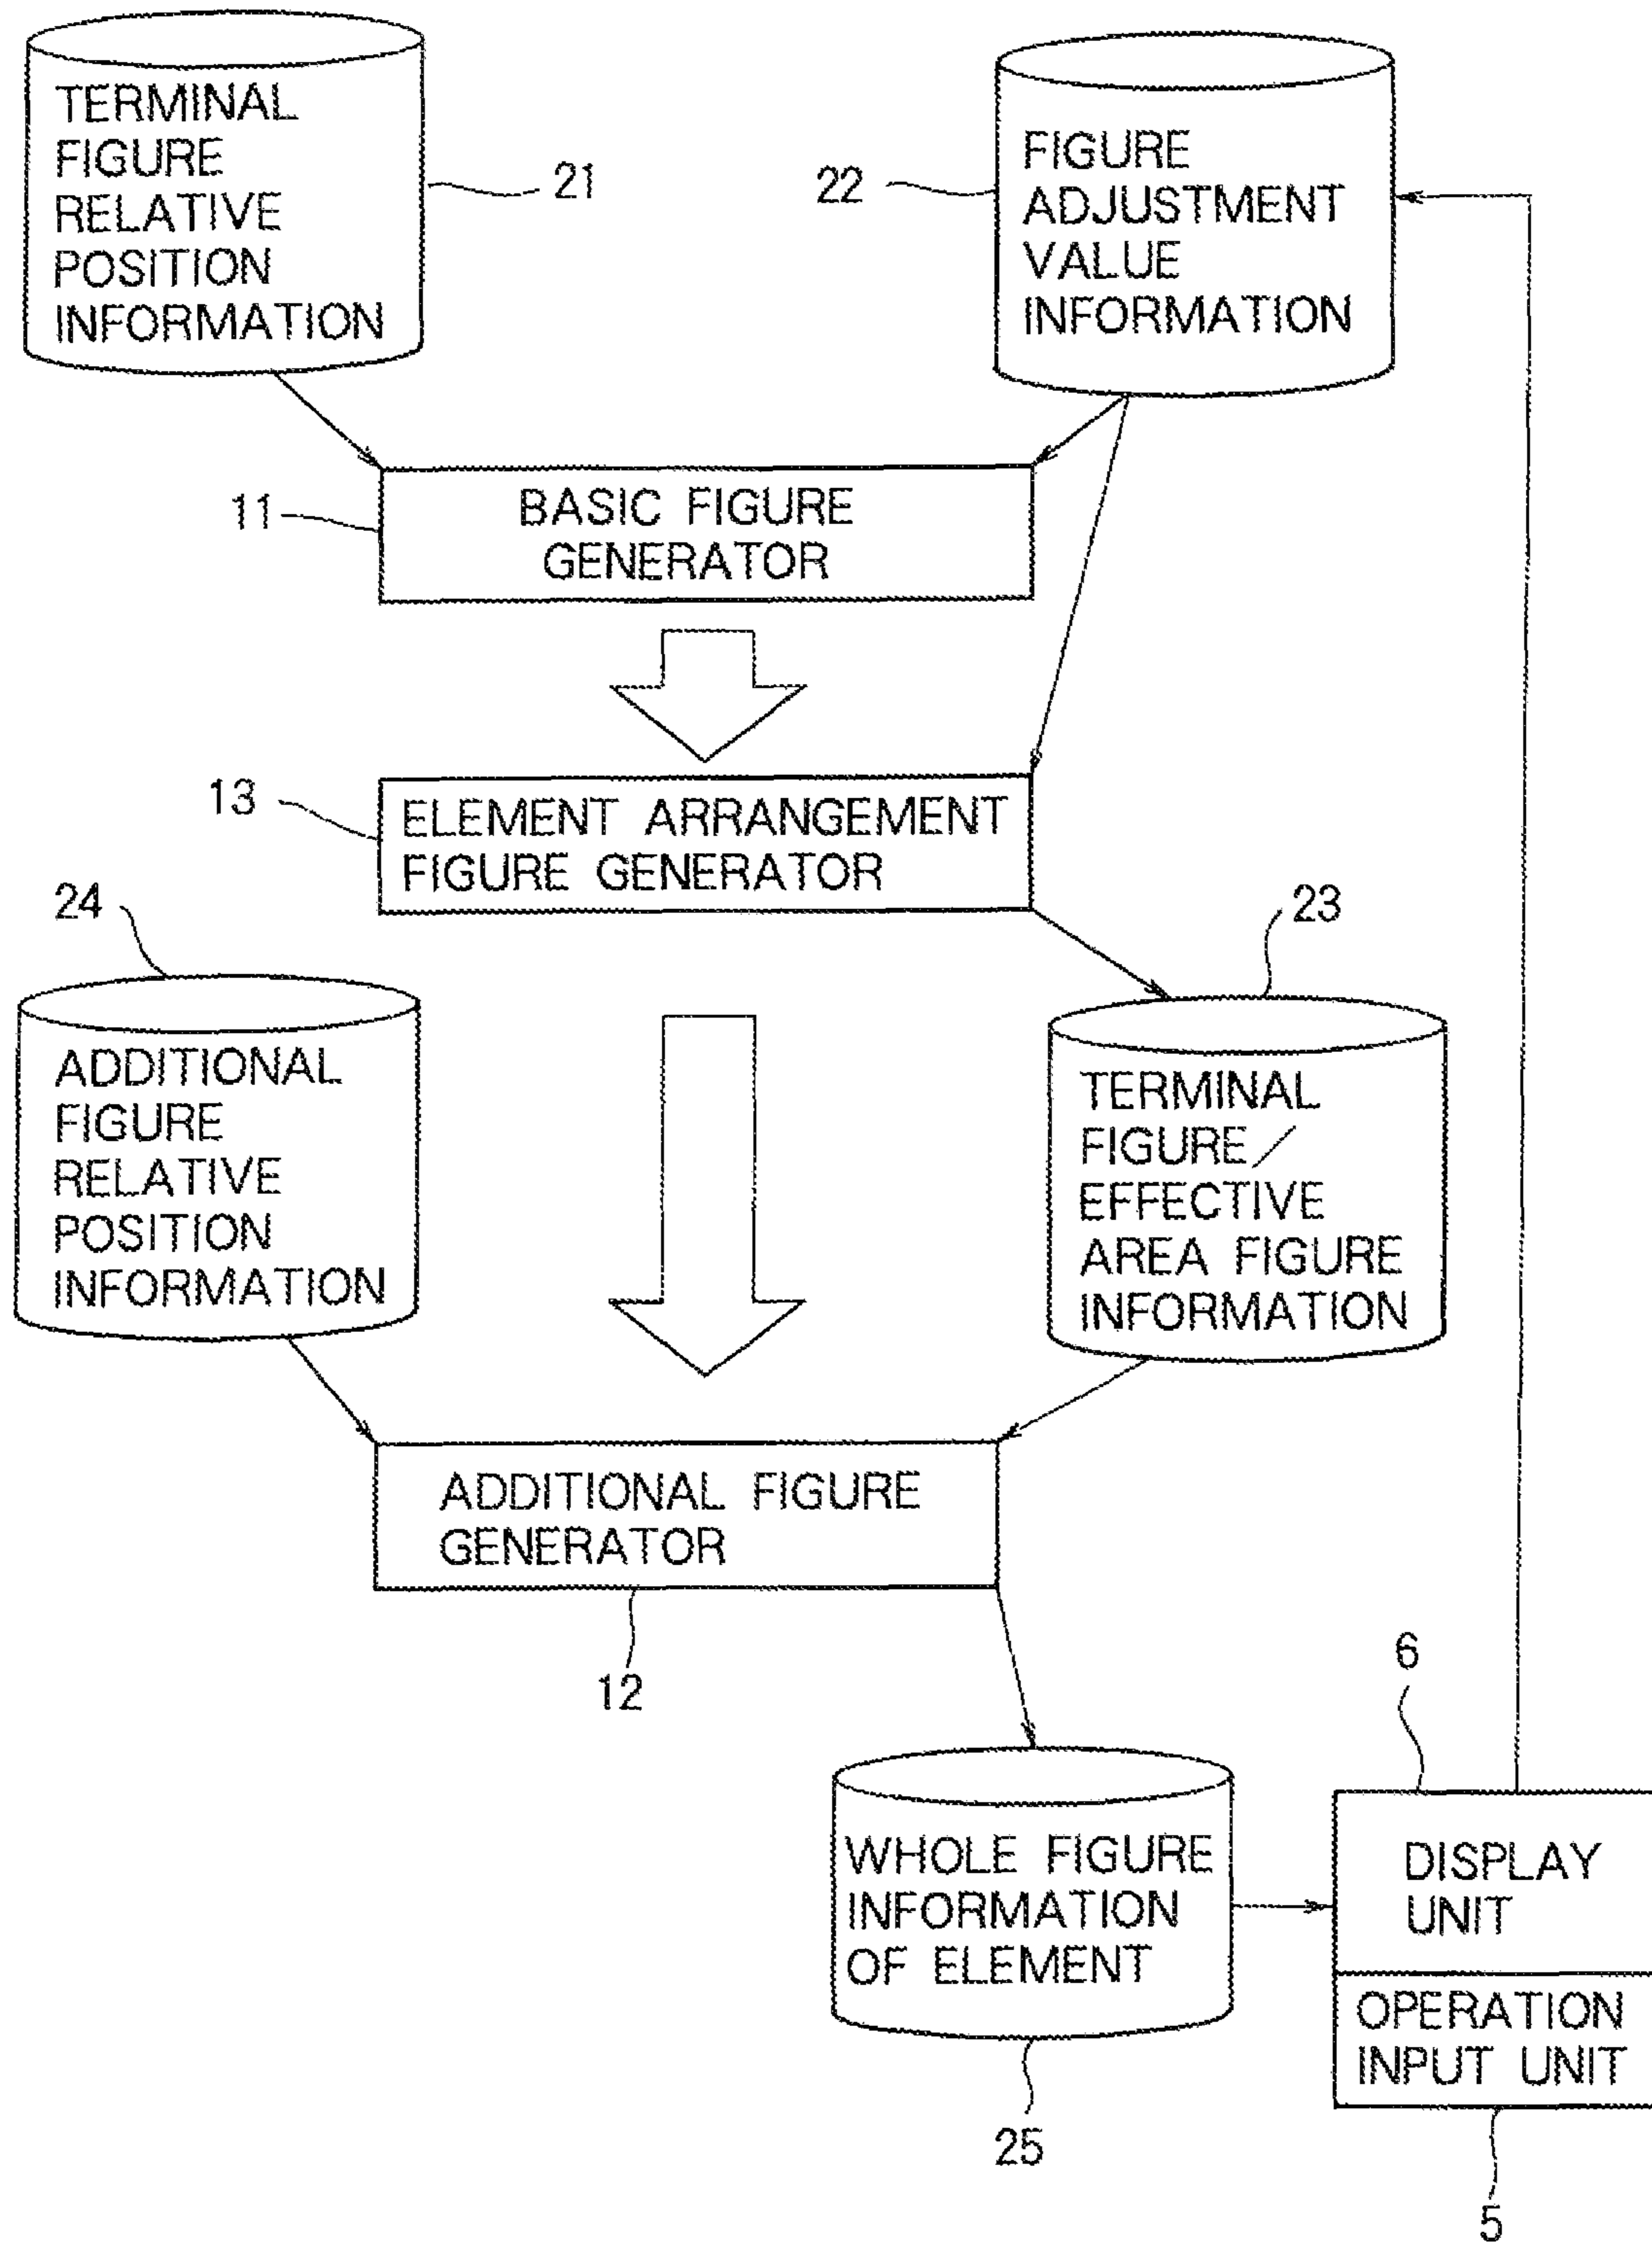 TERMINAL
FIGURE
RELATIVE
POSITION
INFORMATION
21
22
FIGURE
ADJUSTMENT
VALUE
INFORMATION
11
BASIC FIGURE
GENERATOR
13
ELEMENT ARRANGEMENT
FIGURE GENERATOR
24
23
ADDITIONAL
FIGURE
RELATIVE
POSITION
INFORMATION
TERMINAL
FIGURE/
EFFECTIVE
AREA FIGURE
INFORMATION
ADDITIONAL FIGURE
GENERATOR
12
6
WHOLE FIGURE
INFORMATION
OF ELEMENT
DISPLAY
UNIT
OPERATION
INPUT UNIT
25
5